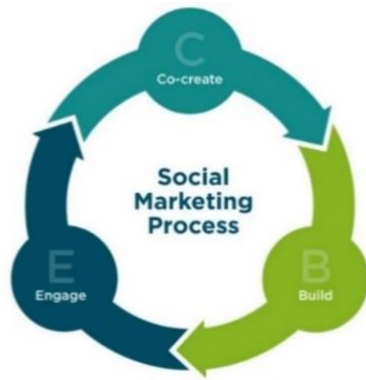 C
Co-create
Social
Marketing
Process
E
Engage
B
Build